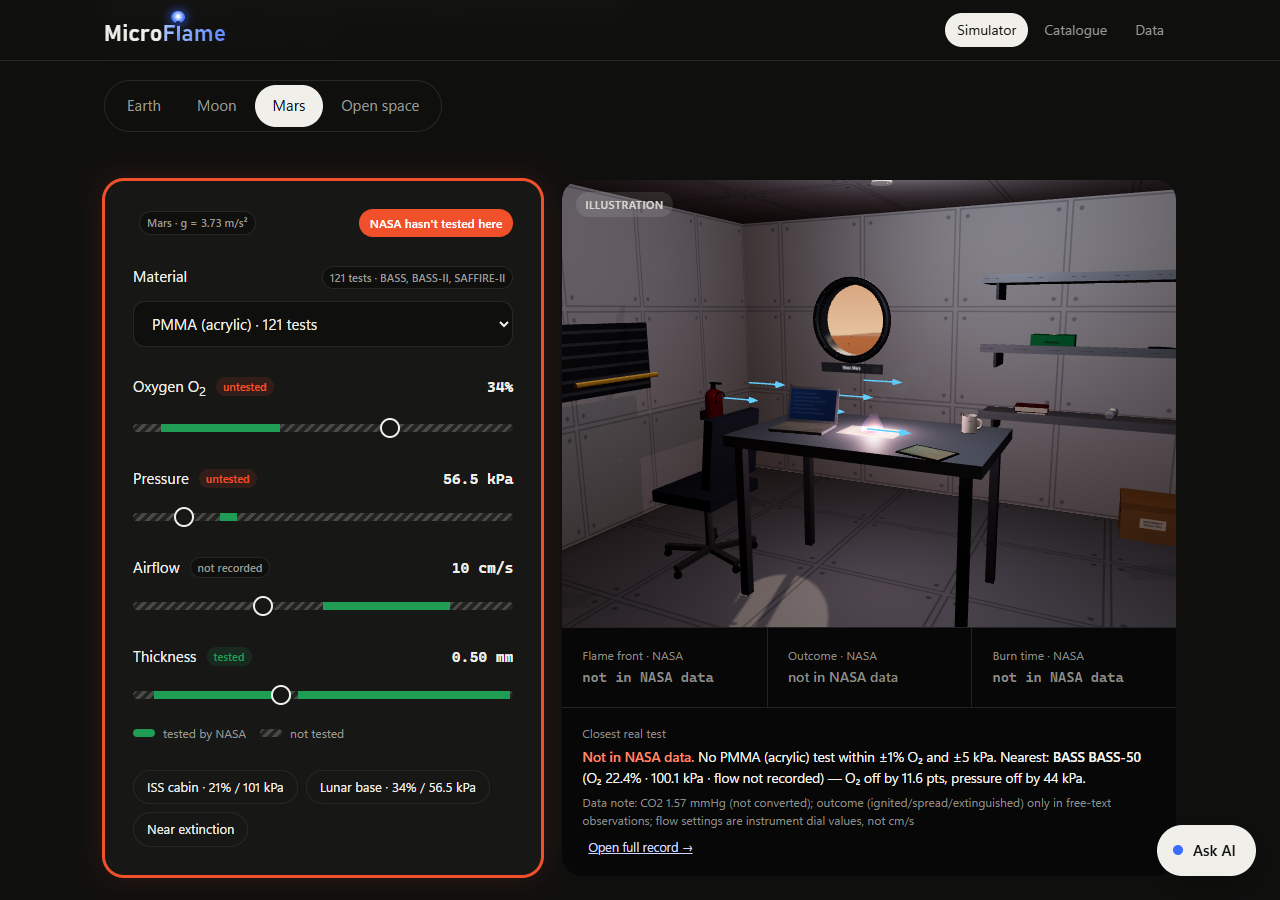 MicroFlame
Simulator
Catalogue
Data
Earth
Moon
Mars
Open space
Mars · g = 3.73 m/s²
NASA hasn't tested here
Material
121 tests · BASS, BASS-II, SAFFIRE-II
PMMA (acrylic) · 121 tests
Oxygen O₂ untested 34%
Pressure untested 56.5 kPa
Airflow not recorded 10 cm/s
Thickness tested 0.50 mm
tested by NASA not tested
ISS cabin · 21% / 101 kPa
Lunar base · 34% / 56.5 kPa
Near extinction
ILLUSTRATION
Flame front · NASA
not in NASA data
Outcome · NASA
not in NASA data
Burn time · NASA
not in NASA data
Closest real test
Not in NASA data. No PMMA (acrylic) test within ±1% O₂ and ±5 kPa. Nearest: BASS BASS-50
(O₂ 22.4% · 100.1 kPa · flow not recorded) — O₂ off by 11.6 pts, pressure off by 44 kPa.
Data note: CO2 1.57 mmHg (not converted); outcome (ignited/spread/extinguished) only in free-text
observations; flow settings are instrument dial values, not cm/s
Open full record →
Ask AI